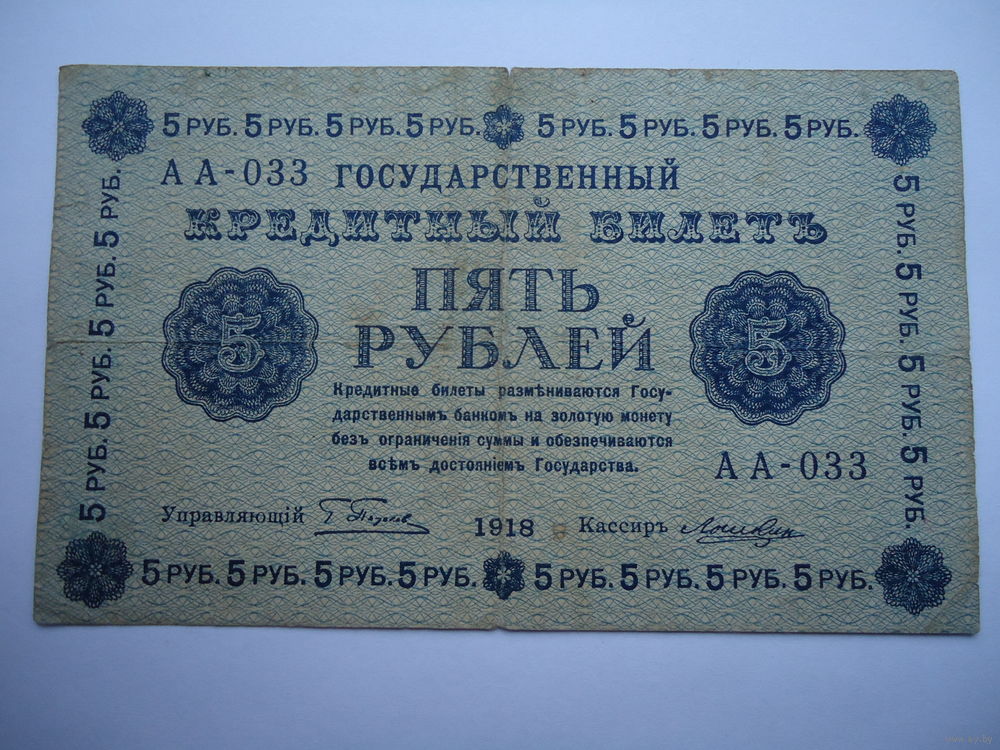 5 РУБ. 5 РУБ. 5 РУБ. 5 РУБ. 5 РУБ. 5 РУБ. 5 РУБ. 5 РУБ.
АА-033 ГОСУДАРСТВЕННЫЙ
КРЕДИТНЫЙ БИЛЕТЪ
ПЯТЬ
РУБЛЕЙ
5
5
Кредитные билеты размѣниваются Госу-
дарственнымъ банкомъ на золотую монету
безъ ограниченія суммы и обезпечиваются
всѣмъ достояніемъ Государства.
АА-033
Управляющій
1918 Кассиръ
5 РУБ. 5 РУБ. 5 РУБ. 5 РУБ. 5 РУБ. 5 РУБ. 5 РУБ. 5 РУБ.
5 РУБ. 5 РУБ. 5 РУБ. 5 РУБ.
5 РУБ. 5 РУБ. 5 РУБ. 5 РУБ.